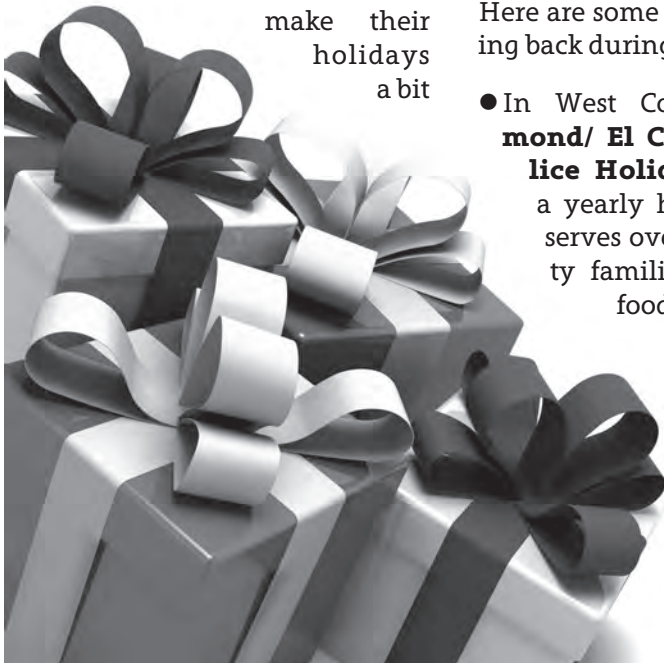 make their
holidays
a bit
Here are some
ing back during
● In West Co
mond/ El C
lice Holid
a yearly h
serves ove
ty famili
food